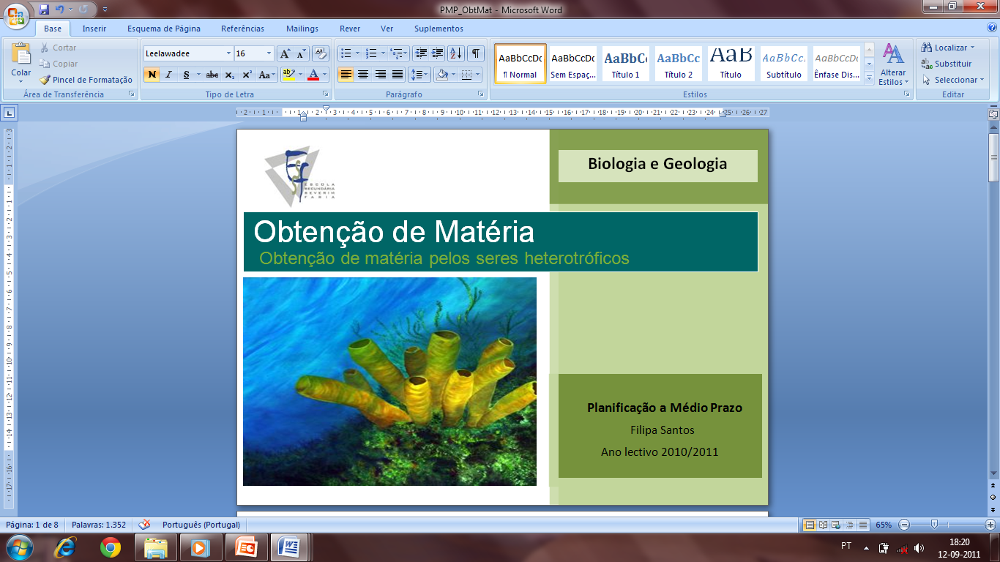 PMP_ObtMat - Microsoft Word
Base Inserir Esquema de Página Referências Mailings Rever Ver Suplementos
Colar
Cortar
Copiar
Pincel de Formatação
Área de Transferência
Leelawadee 16
N I S abc x₂ x² Aa
Tipo de Letra
Parágrafo
AaBbCcDc AaBbCcDc AaBbCc AaBbCc AaB AaBbCc. AaBbCcDc
¶ Normal Sem Espaç... Título 1 Título 2 Título Subtítulo Ênfase Dis...
Alterar Estilos
Estilos
Localizar
Substituir
Seleccionar
Editar
ESCOLA
SECUNDÁRIA
SEVERIM
FARIA
Biologia e Geologia
Obtenção de Matéria
Obtenção de matéria pelos seres heterotróficos
Planificação a Médio Prazo
Filipa Santos
Ano lectivo 2010/2011
Página: 1 de 8 Palavras: 1.352 Português (Portugal) 65%
PT 18:20
12-09-2011